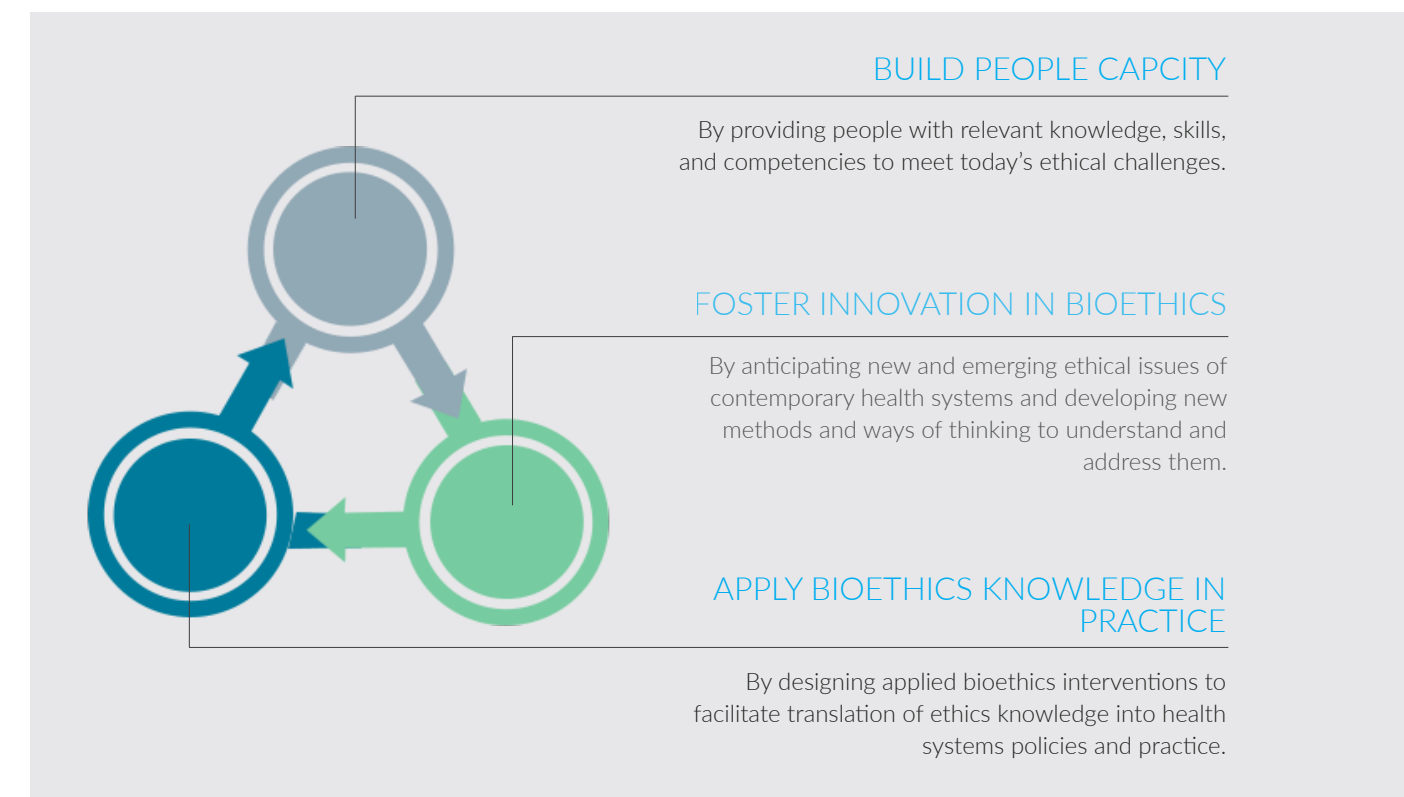 BUILD PEOPLE CAPCITY
By providing people with relevant knowledge, skills,
and competencies to meet today’s ethical challenges.
FOSTER INNOVATION IN BIOETHICS
By anticipating new and emerging ethical issues of
contemporary health systems and developing new
methods and ways of thinking to understand and
address them.
APPLY BIOETHICS KNOWLEDGE IN
PRACTICE
By designing applied bioethics interventions to
facilitate translation of ethics knowledge into health
systems policies and practice.